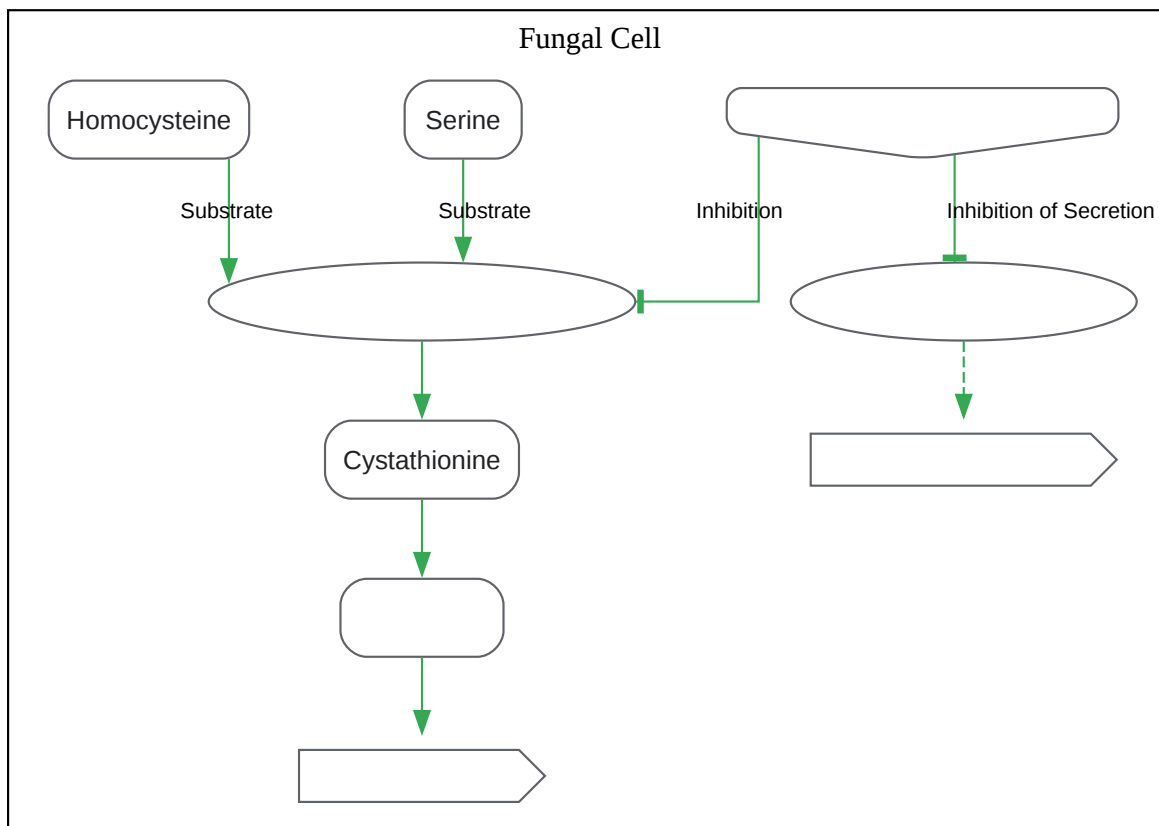 Fungal Cell
Homocysteine
Serine
Substrate
Substrate
Inhibition
Inhibition of Secretion
Cystathionine